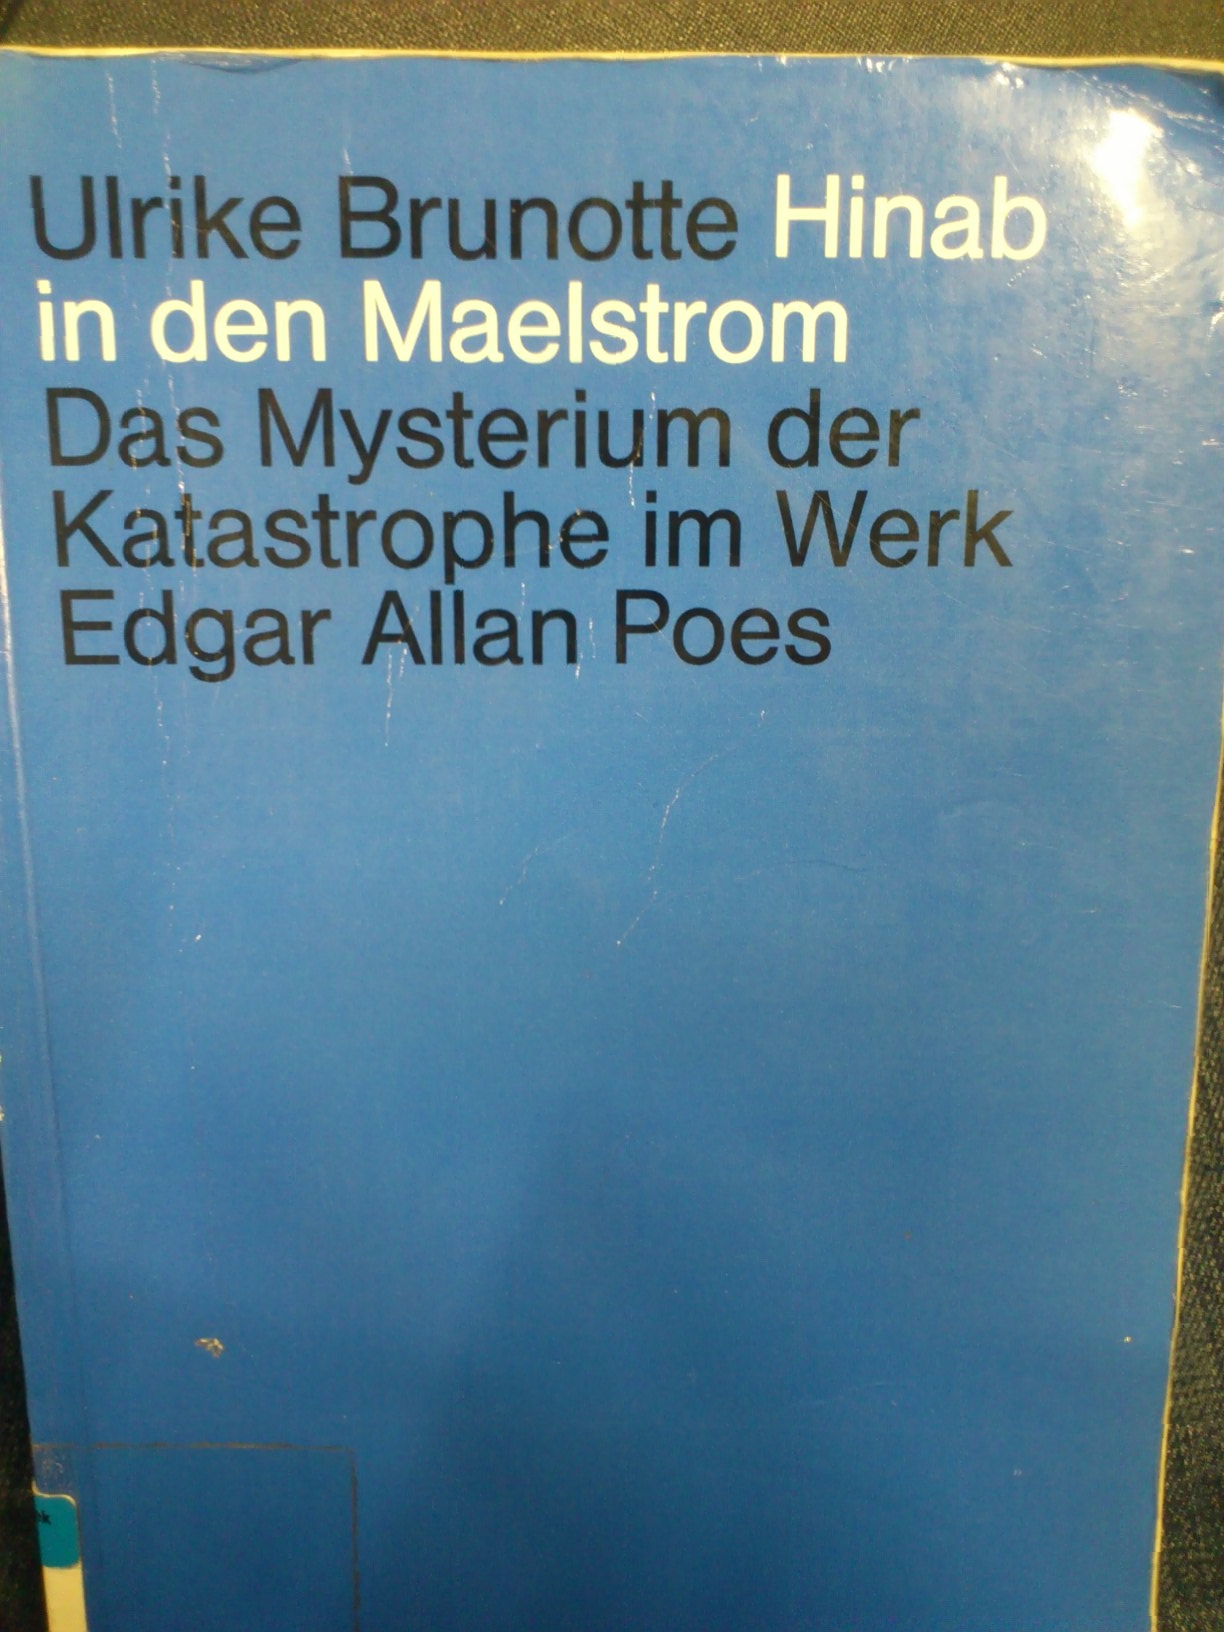 Ulrike Brunotte Hinab
in den Maelstrom
Das Mysterium der
Katastrophe im Werk
Edgar Allan Poes